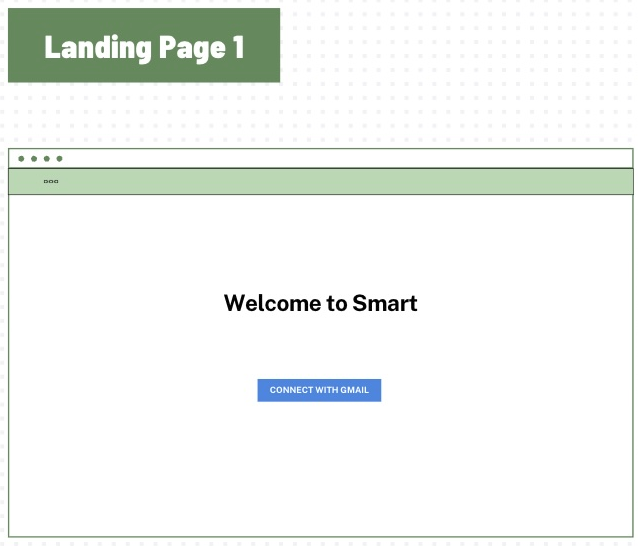 Landing Page 1
Welcome to Smart
CONNECT WITH GMAIL